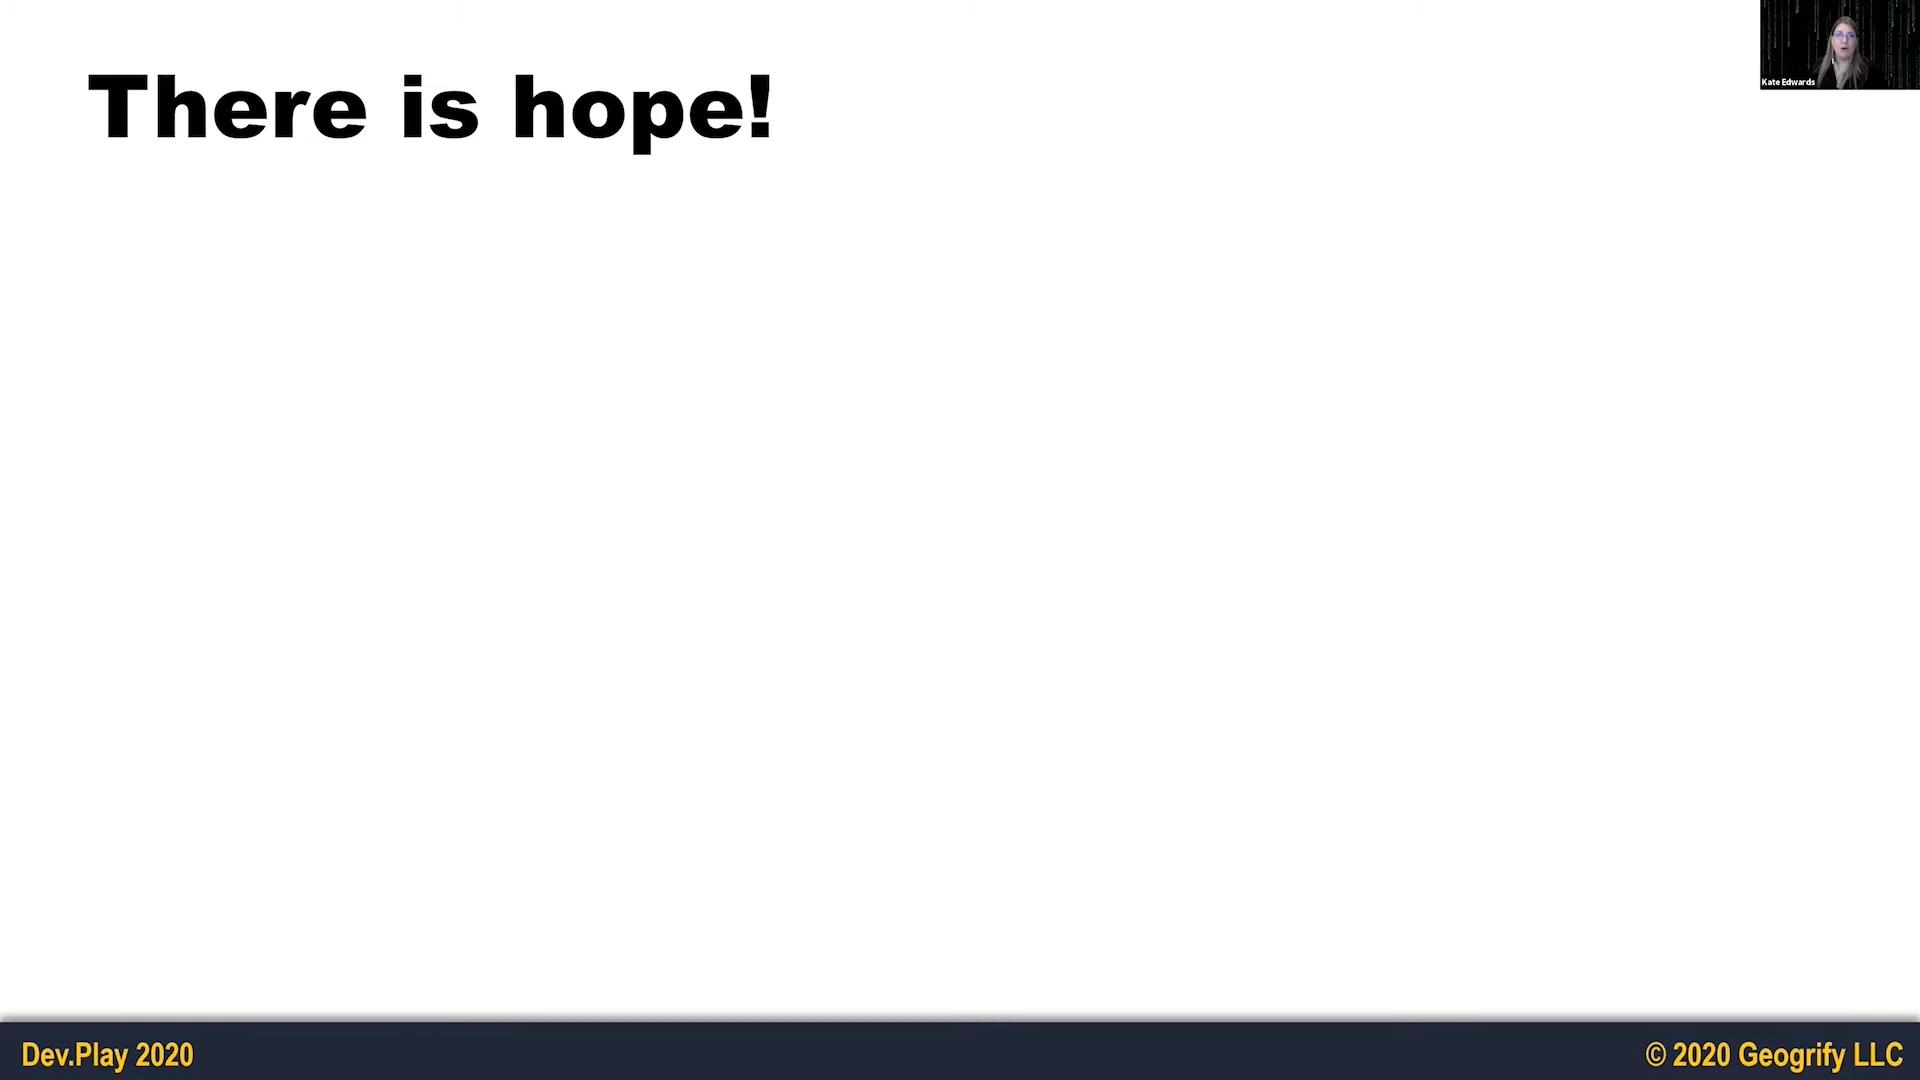 There is hope!
Kate Edwards
Dev.Play 2020
© 2020 Geogrify LLC